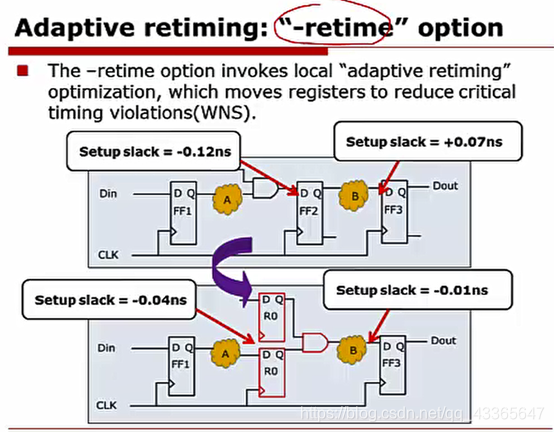 Adaptive retiming: “-retime” option
The –retime option invokes local “adaptive retiming”
optimization, which moves registers to reduce critical
timing violations(WNS).
Setup slack = -0.12ns
Setup slack = +0.07ns
Din
D Q
FF1
A
D Q
FF2
B
D Q
FF3
Dout
CLK
Setup slack = -0.04ns
Setup slack = -0.01ns
D Q
R0
Din
D Q
FF1
A
D Q
R0
B
D Q
FF3
Dout
CLK
https://blog.csdn.net/qq_43365647